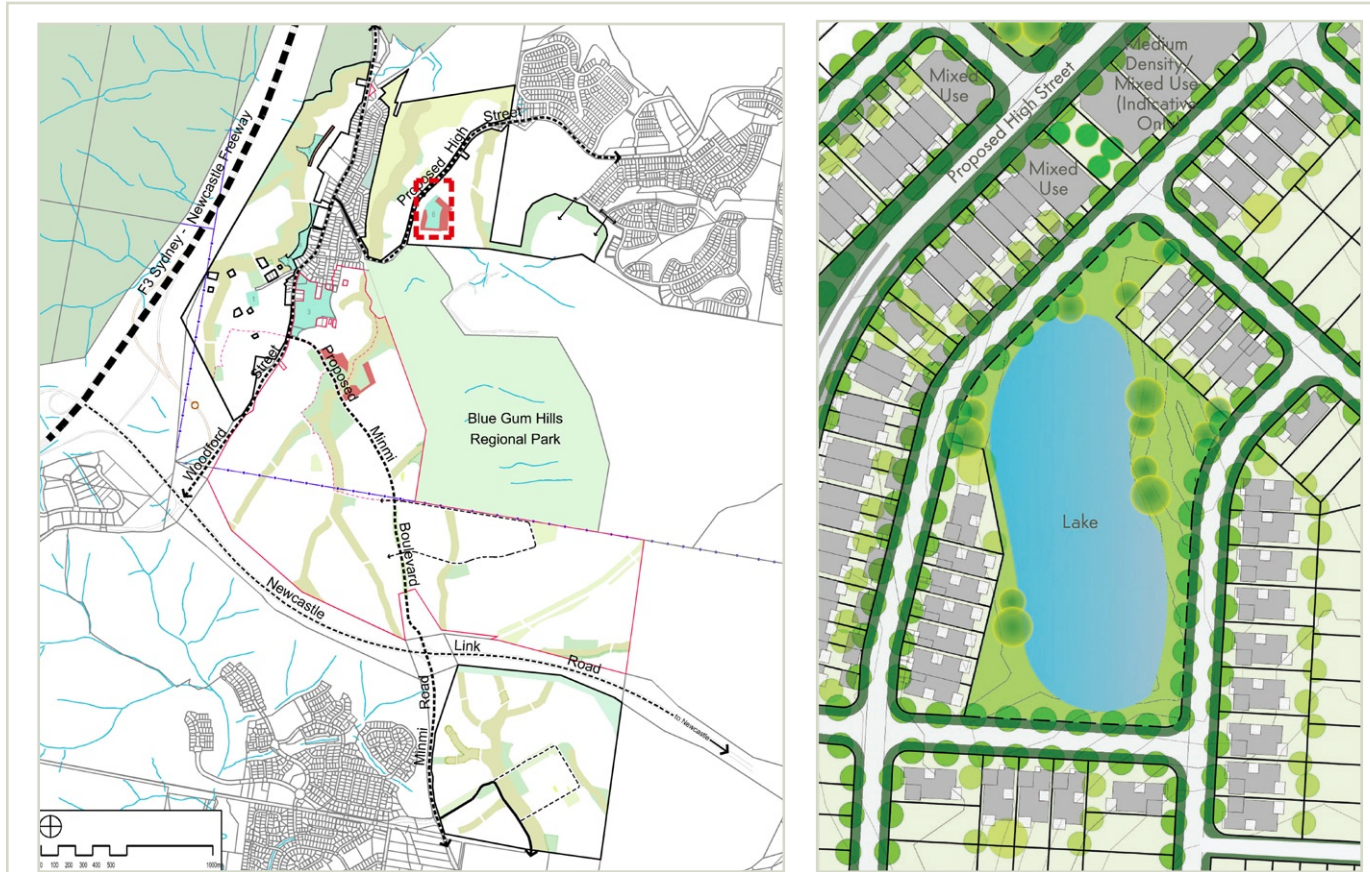 F3 Sydney - Newcastle Freeway
Proposed High Street
Woodford Street
Proposed Minmi Boulevard
Blue Gum Hills
Regional Park
Newcastle Link Road
Minmi Road
to Newcastle
0 100 200 300 400 500 1000m
Mixed
Use
Medium
Density/
Mixed Use
(Indicative
Only)
Proposed High Street
Mixed
Use
Lake